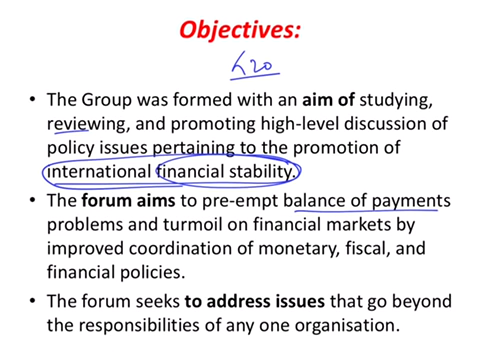 Objectives:
G20
• The Group was formed with an aim of studying,
reviewing, and promoting high-level discussion of
policy issues pertaining to the promotion of
international financial stability.
• The forum aims to pre-empt balance of payments
problems and turmoil on financial markets by
improved coordination of monetary, fiscal, and
financial policies.
• The forum seeks to address issues that go beyond
the responsibilities of any one organisation.